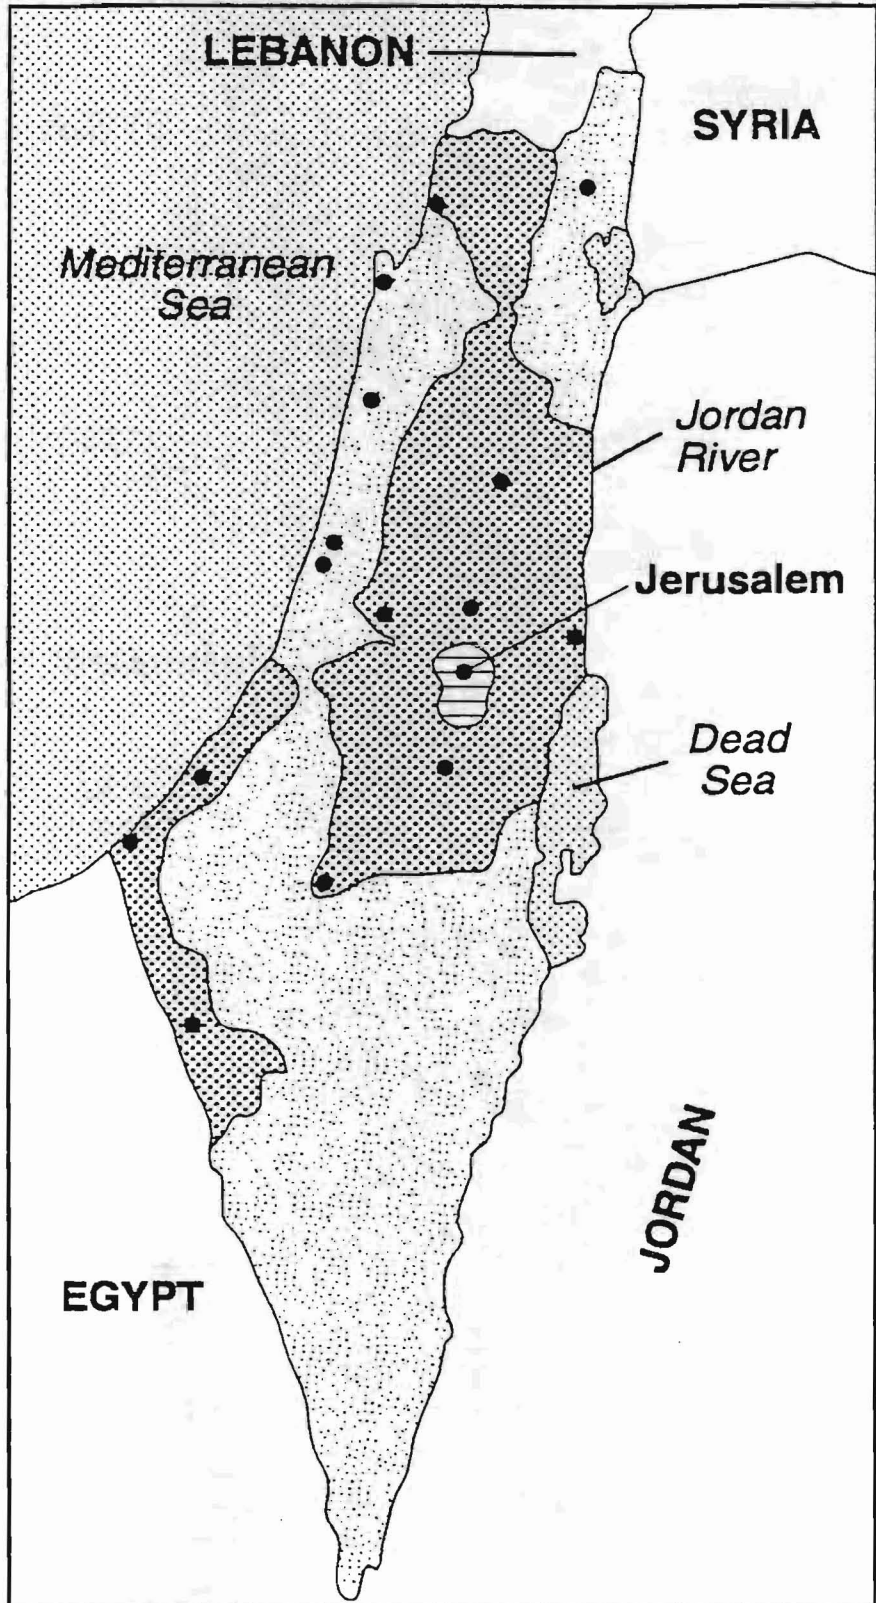 LEBANON
SYRIA
Mediterranean
Sea
Jordan
River
Jerusalem
Dead
Sea
JORDAN
EGYPT